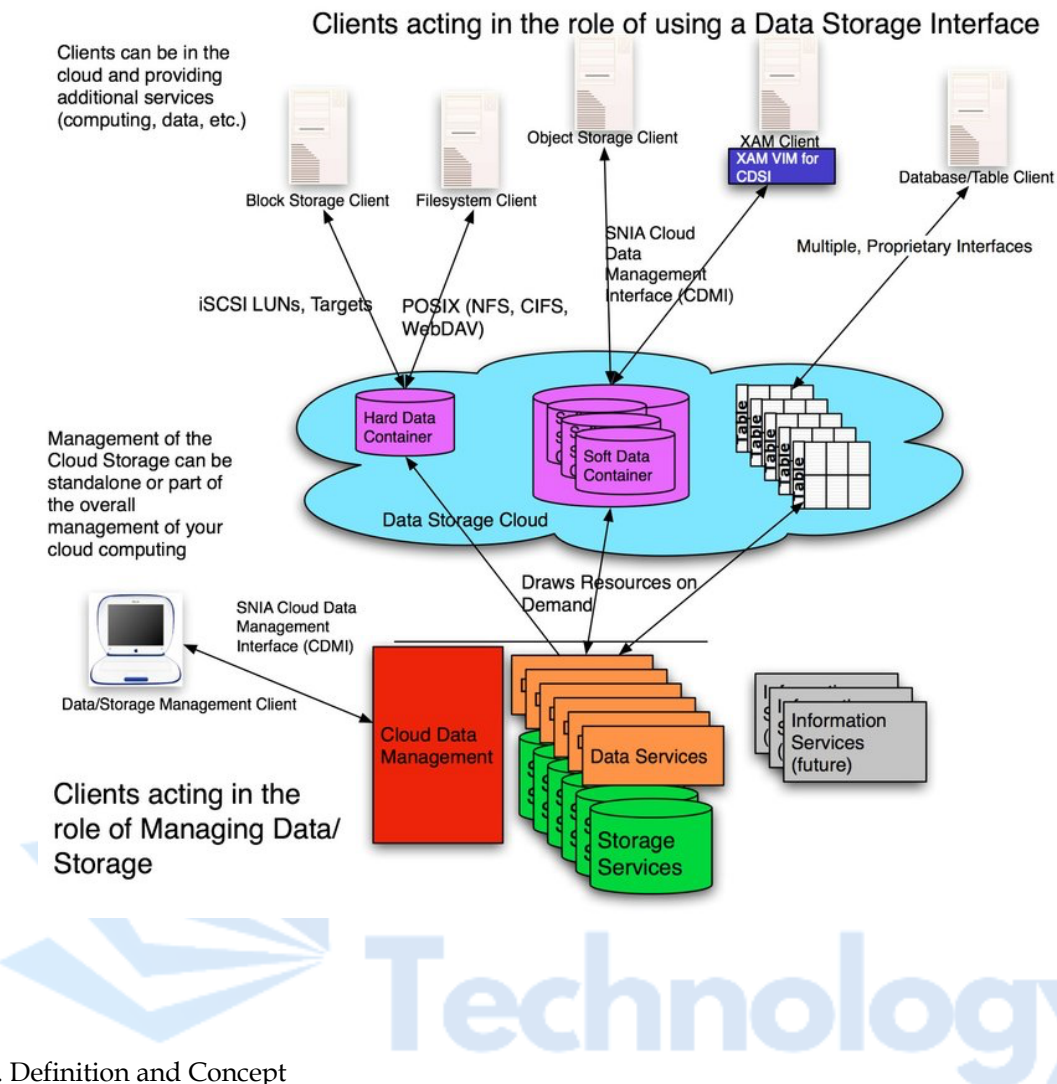 Clients acting in the role of using a Data Storage Interface
Clients can be in the
cloud and providing
additional services
(computing, data, etc.)
Block Storage Client
Filesystem Client
Object Storage Client
XAM Client
XAM VIM for
CDSI
Database/Table Client
iSCSI LUNs, Targets
POSIX (NFS, CIFS,
WebDAV)
SNIA Cloud
Data
Management
Interface (CDMI)
Multiple, Proprietary Interfaces
Hard Data
Container
Soft Data
Container
Table
Table
Table
Table
Table
Data Storage Cloud
Management of the
Cloud Storage can be
standalone or part of
the overall
management of your
cloud computing
Draws Resources on
Demand
SNIA Cloud Data
Management
Interface (CDMI)
Data/Storage Management Client
Cloud Data
Management
Data Services
Storage
Services
Information
Services
(future)
Clients acting in the
role of Managing Data/
Storage
Technology
. Definition and Concept